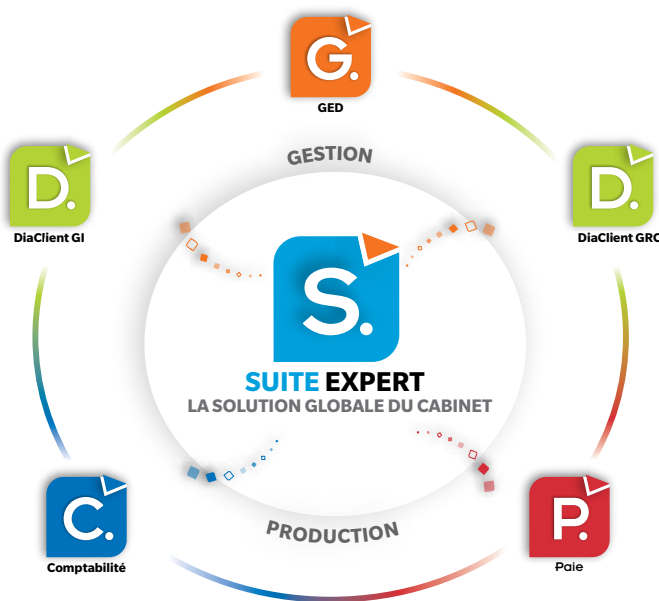 G.
GED
GESTION
D.
DiaClient GI
D.
DiaClient GRC
S.
SUITE EXPERT
LA SOLUTION GLOBALE DU CABINET
C.
Comptabilité
PRODUCTION
P.
Paie